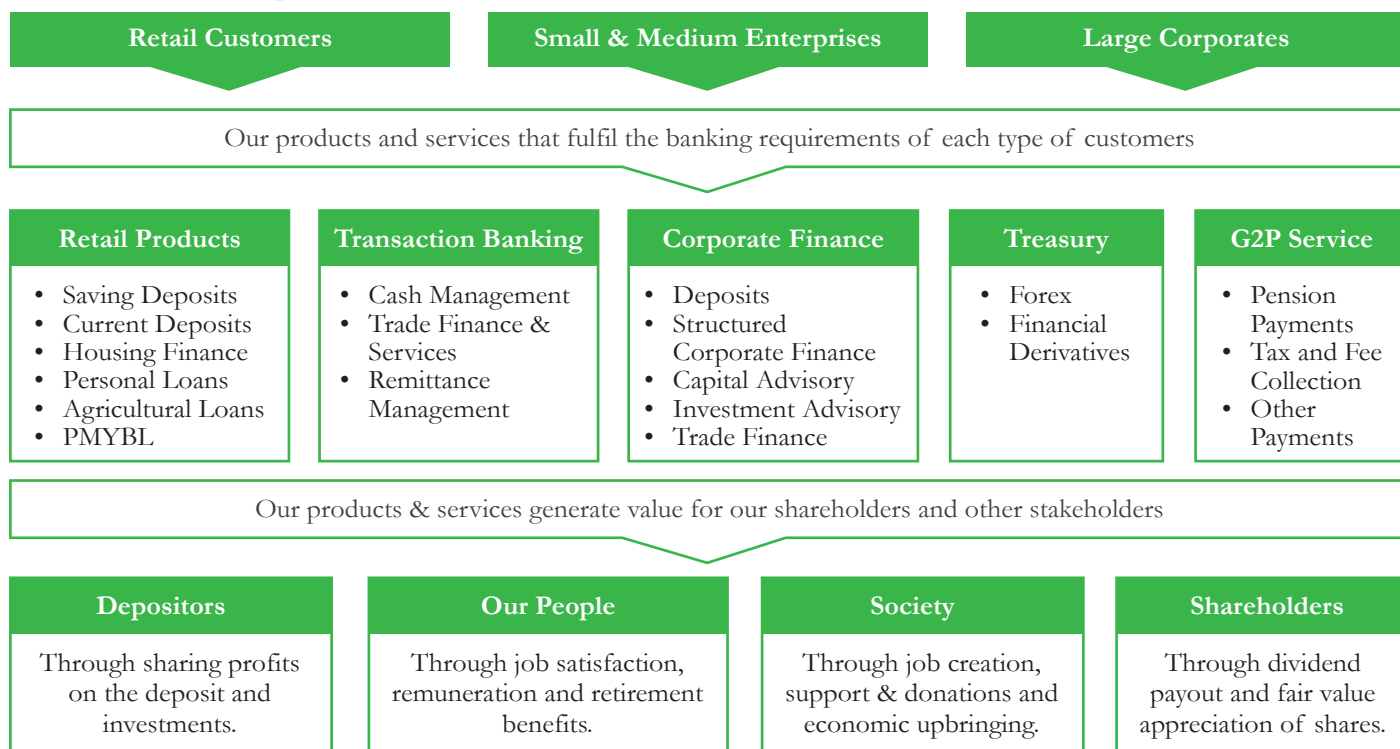 Retail Customers
Small & Medium Enterprises
Large Corporates
Our products and services that fulfil the banking requirements of each type of customers
Retail Products
• Saving Deposits
• Current Deposits
• Housing Finance
• Personal Loans
• Agricultural Loans
• PMYBL
Transaction Banking
• Cash Management
• Trade Finance &
Services
• Remittance
Management
Corporate Finance
• Deposits
• Structured
Corporate Finance
• Capital Advisory
• Investment Advisory
• Trade Finance
Treasury
• Forex
• Financial
Derivatives
G2P Service
• Pension
Payments
• Tax and Fee
Collection
• Other
Payments
Our products & services generate value for our shareholders and other stakeholders
Depositors
Through sharing profits
on the deposit and
investments.
Our People
Through job satisfaction,
remuneration and retirement
benefits.
Society
Through job creation,
support & donations and
economic upbringing.
Shareholders
Through dividend
payout and fair value
appreciation of shares.